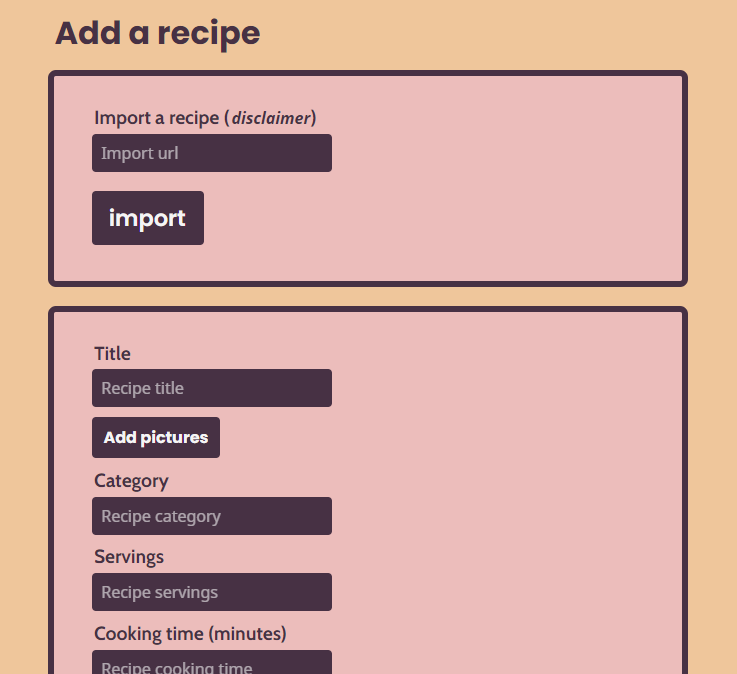 Add a recipe
Import a recipe (disclaimer)
Import url
import
Title
Recipe title
Add pictures
Category
Recipe category
Servings
Recipe servings
Cooking time (minutes)
Recipe cooking time